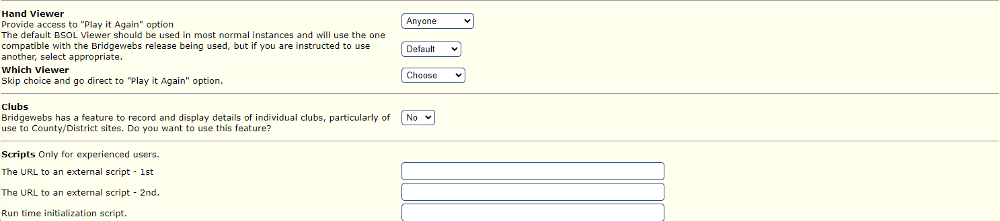 Hand Viewer
Provide access to "Play it Again" option
Anyone
The default BSOL Viewer should be used in most normal instances and will use the one
compatible with the Bridgewebs release being used, but if you are instructed to use
another, select appropriate.
Default
Which Viewer
Skip choice and go direct to "Play it Again" option.
Choose
Clubs
Bridgewebs has a feature to record and display details of individual clubs, particularly of
use to County/District sites. Do you want to use this feature?
No
Scripts Only for experienced users.
The URL to an external script - 1st
The URL to an external script - 2nd.
Run time initialization script.